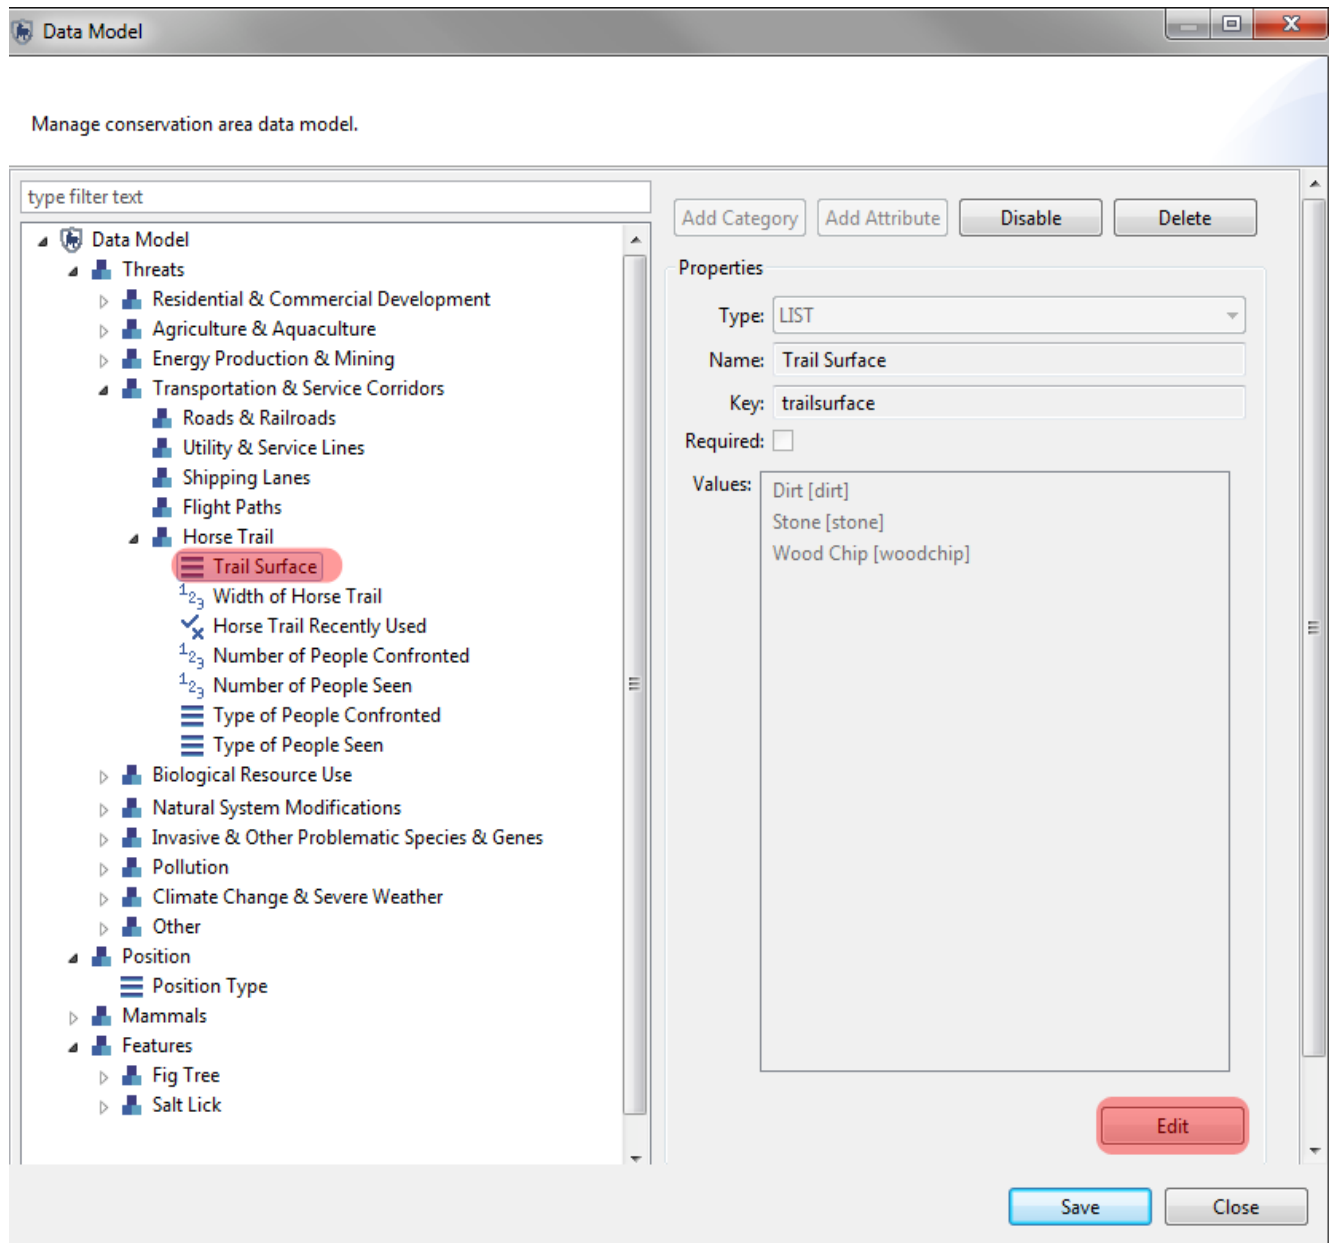 Data Model
Manage conservation area data model.
type filter text
Data Model
Threats
Residential & Commercial Development
Agriculture & Aquaculture
Energy Production & Mining
Transportation & Service Corridors
Roads & Railroads
Utility & Service Lines
Shipping Lanes
Flight Paths
Horse Trail
Trail Surface
123 Width of Horse Trail
Horse Trail Recently Used
123 Number of People Confronted
123 Number of People Seen
Type of People Confronted
Type of People Seen
Biological Resource Use
Natural System Modifications
Invasive & Other Problematic Species & Genes
Pollution
Climate Change & Severe Weather
Other
Position
Position Type
Mammals
Features
Fig Tree
Salt Lick
Add Category Add Attribute Disable Delete
Properties
Type: LIST
Name: Trail Surface
Key: trailsurface
Required:
Values: Dirt [dirt]
Stone [stone]
Wood Chip [woodchip]
Edit
Save Close